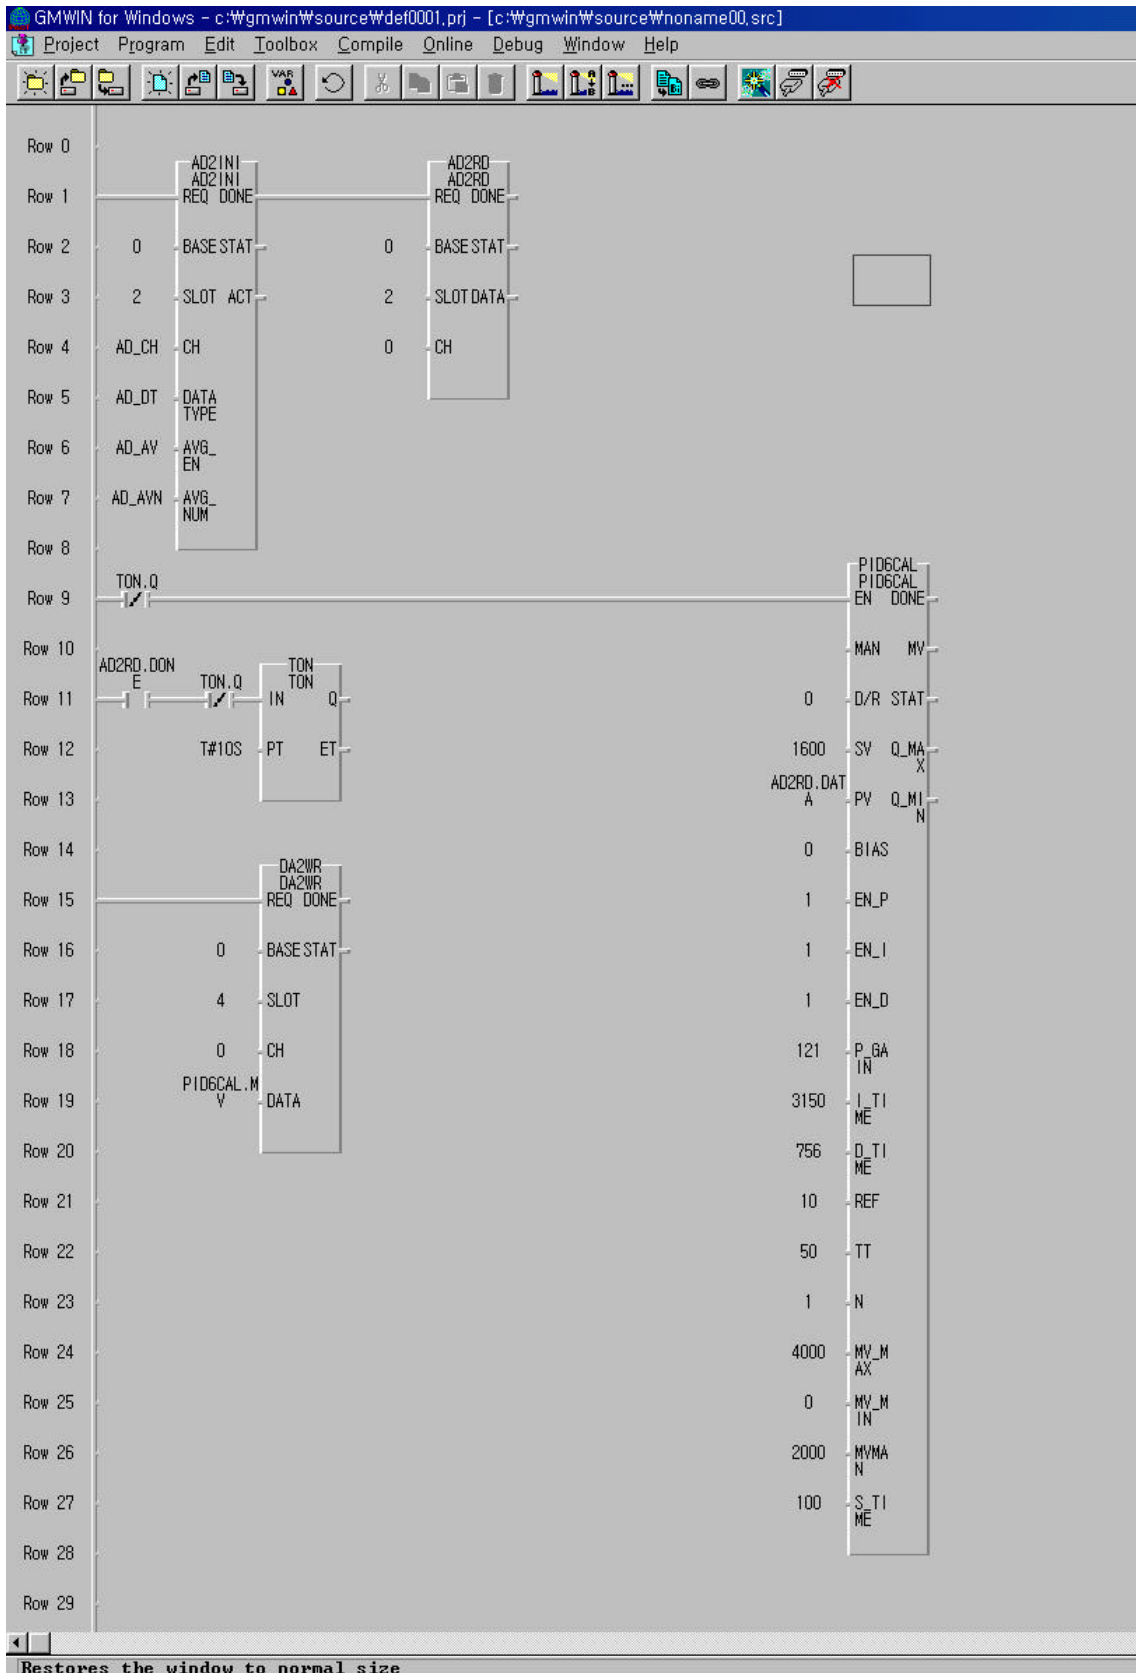 GMWIN for Windows - c:₩gmwin₩source₩def0001.prj - [c:₩gmwin₩source₩noname00.src]
Project Program Edit Toolbox Compile Online Debug Window Help
VAR
Row 0
AD2INI AD2RD
AD2INI AD2RD
Row 1 REQ DONE REQ DONE
Row 2 0 BASE STAT 0 BASE STAT
Row 3 2 SLOT ACT 2 SLOT DATA
Row 4 AD_CH CH 0 CH
Row 5 AD_DT DATA
TYPE
Row 6 AD_AV AVG_
EN
Row 7 AD_AVN AVG_
NUM
Row 8
PID6CAL
TON.Q PID6CAL
Row 9 EN DONE
Row 10 MAN MV
AD2RD.DON TON
E TON.Q TON
Row 11 IN Q 0 D/R STAT
Row 12 T#10S PT ET 1600 SV Q_MA
X
AD2RD.DAT
Row 13 A PV Q_MI
N
Row 14 0 BIAS
DA2WR
DA2WR
Row 15 REQ DONE 1 EN_P
Row 16 0 BASE STAT 1 EN_I
Row 17 4 SLOT 1 EN_D
Row 18 0 CH 121 P_GA
IN
PID6CAL.M
Row 19 V DATA 3150 I_TI
ME
Row 20 756 D_TI
ME
Row 21 10 REF
Row 22 50 TT
Row 23 1 N
Row 24 4000 MV_M
AX
Row 25 0 MV_M
IN
Row 26 2000 MVMA
N
Row 27 100 S_TI
ME
Row 28
Row 29
Restores the window to normal size